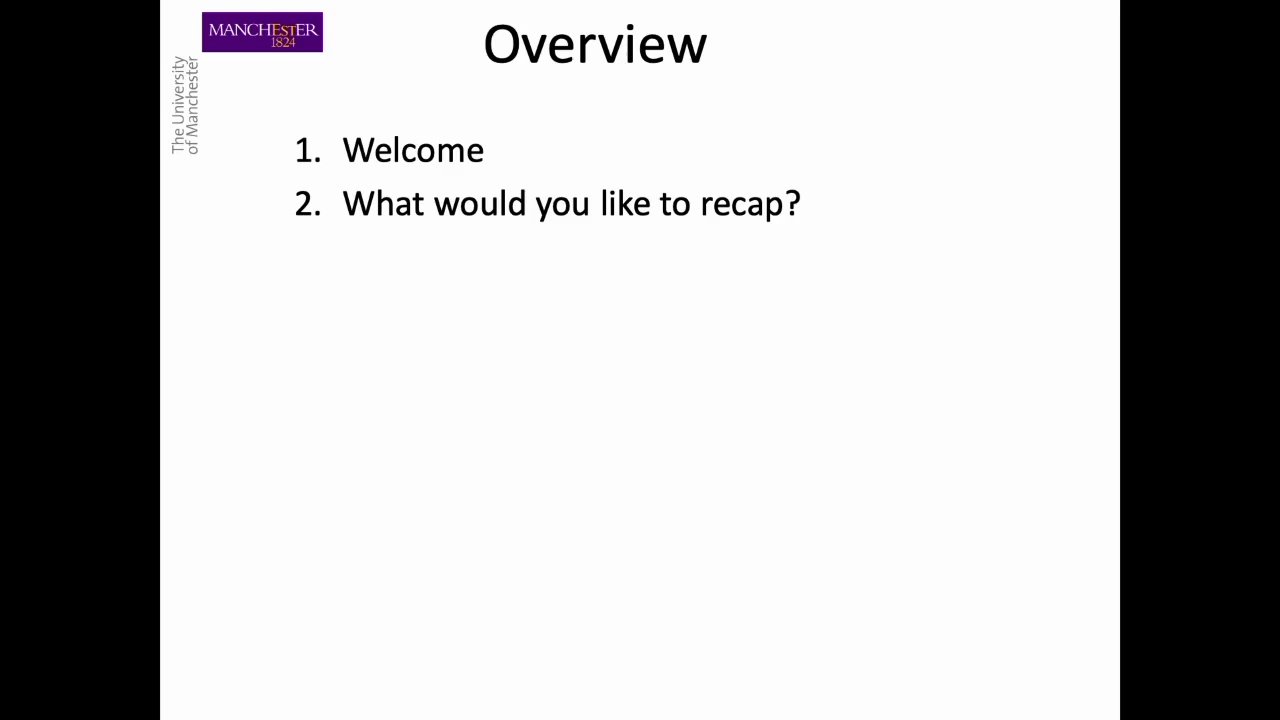 MANCHESTER
1824
The University
of Manchester
Overview
1. Welcome
2. What would you like to recap?